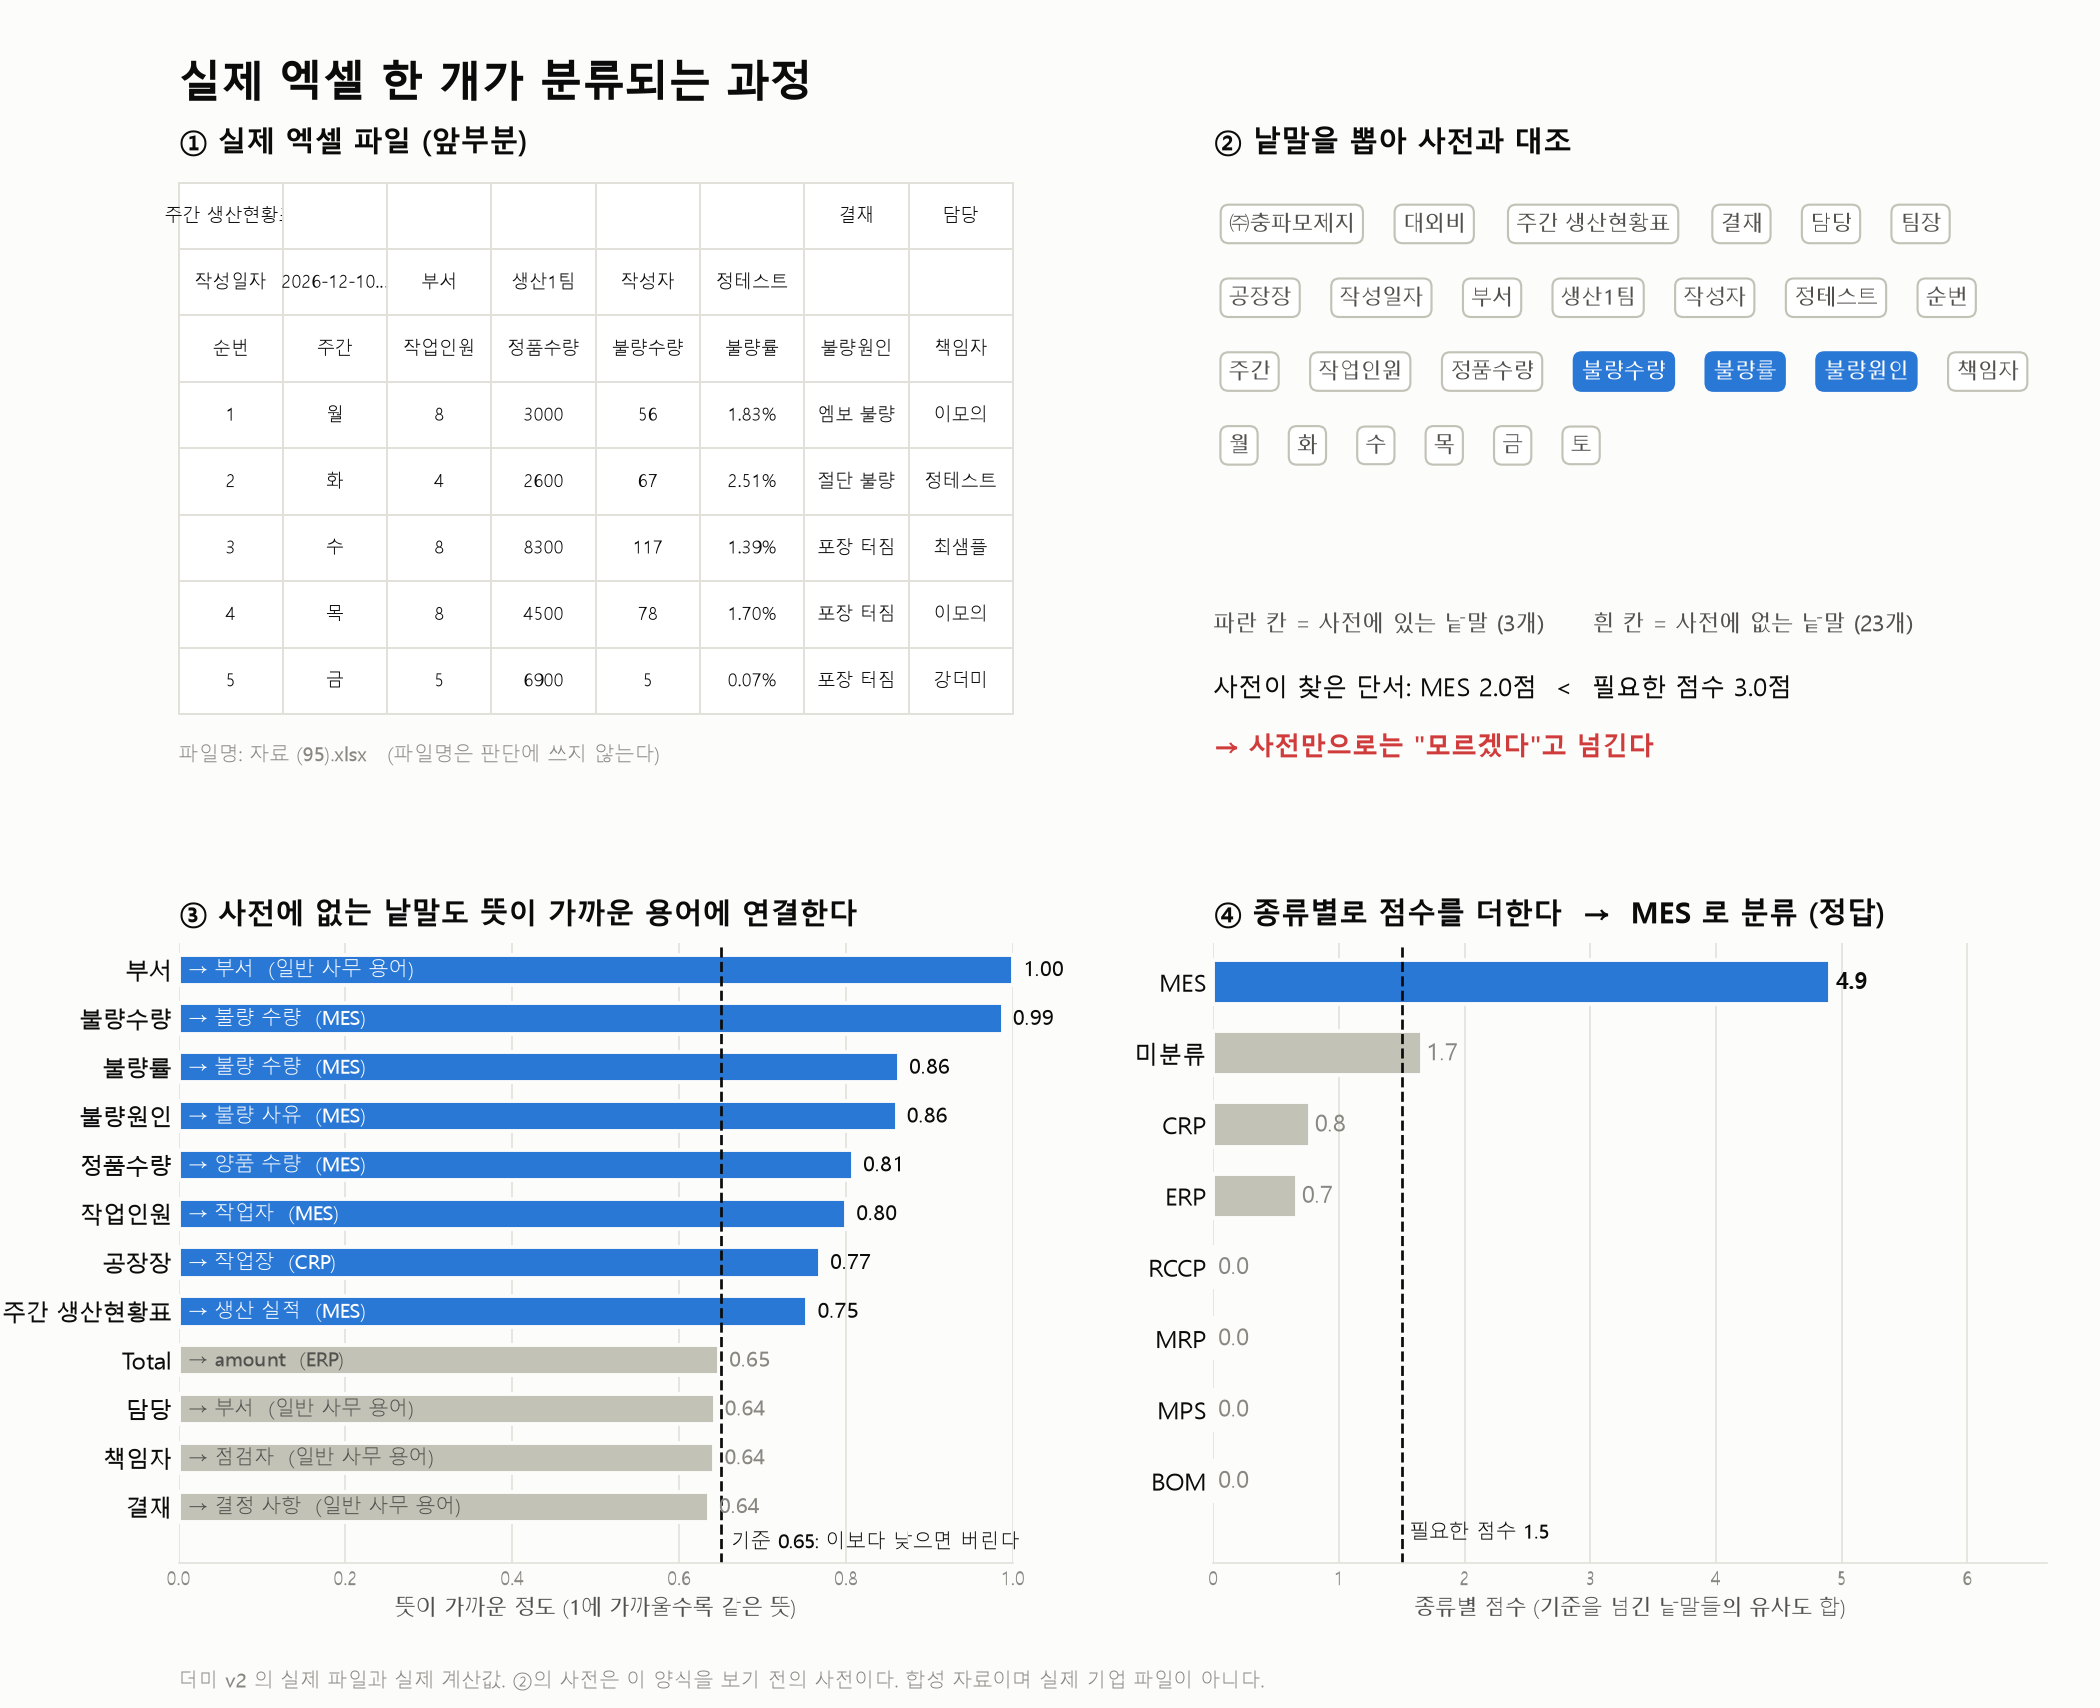 실제 엑셀 한 개가 분류되는 과정
① 실제 엑셀 파일 (앞부분)
주간 생산현황 결재 담당
작성일자 2026-12-10... 부서 생산1팀 작성자 정테스트
순번 주간 작업인원 정품수량 불량수량 불량률 불량원인 책임자
1 월 8 3000 56 1.83% 엠보 불량 이모의
2 화 4 2600 67 2.51% 절단 불량 정테스트
3 수 8 8300 117 1.39% 포장 터짐 최샘플
4 목 8 4500 78 1.70% 포장 터짐 이모의
5 금 5 6900 5 0.07% 포장 터짐 강더미
파일명: 자료 (95).xlsx (파일명은 판단에 쓰지 않는다)
② 낱말을 뽑아 사전과 대조
㈜충파모제지 대외비 주간 생산현황표 결재 담당 팀장
공장장 작성일자 부서 생산1팀 작성자 정테스트 순번
주간 작업인원 정품수량 불량수량 불량률 불량원인 책임자
월 화 수 목 금 토
파란 칸 = 사전에 있는 낱말 (3개) 흰 칸 = 사전에 없는 낱말 (23개)
사전이 찾은 단서: MES 2.0점 < 필요한 점수 3.0점
→ 사전만으로는 "모르겠다"고 넘긴다
③ 사전에 없는 낱말도 뜻이 가까운 용어에 연결한다
부서 → 부서 (일반 사무 용어) 1.00
불량수량 → 불량 수량 (MES) 0.99
불량률 → 불량 수량 (MES) 0.86
불량원인 → 불량 사유 (MES) 0.86
정품수량 → 양품 수량 (MES) 0.81
작업인원 → 작업자 (MES) 0.80
공장장 → 작업장 (CRP) 0.77
주간 생산현황표 → 생산 실적 (MES) 0.75
Total → amount (ERP) 0.65
담당 → 부서 (일반 사무 용어) 0.64
책임자 → 점검자 (일반 사무 용어) 0.64
결재 → 결정 사항 (일반 사무 용어) 0.64
기준 0.65: 이보다 낮으면 버린다
0.0 0.2 0.4 0.6 0.8 1.0
뜻이 가까운 정도 (1에 가까울수록 같은 뜻)
④ 종류별로 점수를 더한다 → MES 로 분류 (정답)
MES 4.9
미분류 1.7
CRP 0.8
ERP 0.7
RCCP 0.0
MRP 0.0
MPS 0.0
BOM 0.0
필요한 점수 1.5
0 1 2 3 4 5 6
종류별 점수 (기준을 넘긴 낱말들의 유사도 합)
더미 v2 의 실제 파일과 실제 계산값. ②의 사전은 이 양식을 보기 전의 사전이다. 합성 자료이며 실제 기업 파일이 아니다.